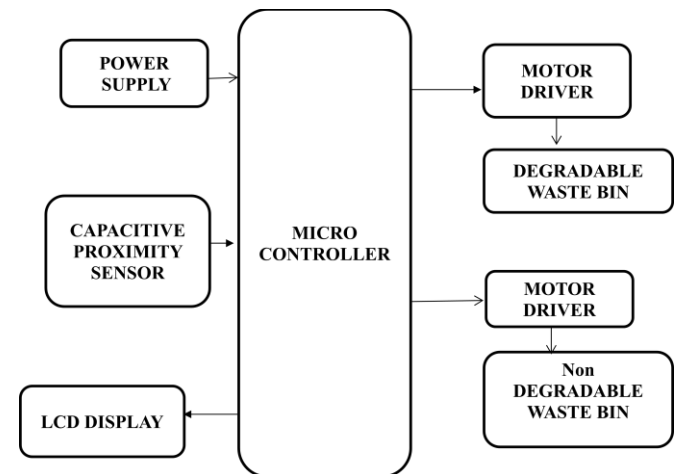 POWER
SUPPLY
CAPACITIVE
PROXIMITY
SENSOR
LCD DISPLAY
MICRO
CONTROLLER
MOTOR
DRIVER
DEGRADABLE
WASTE BIN
MOTOR
DRIVER
Non
DEGRADABLE
WASTE BIN